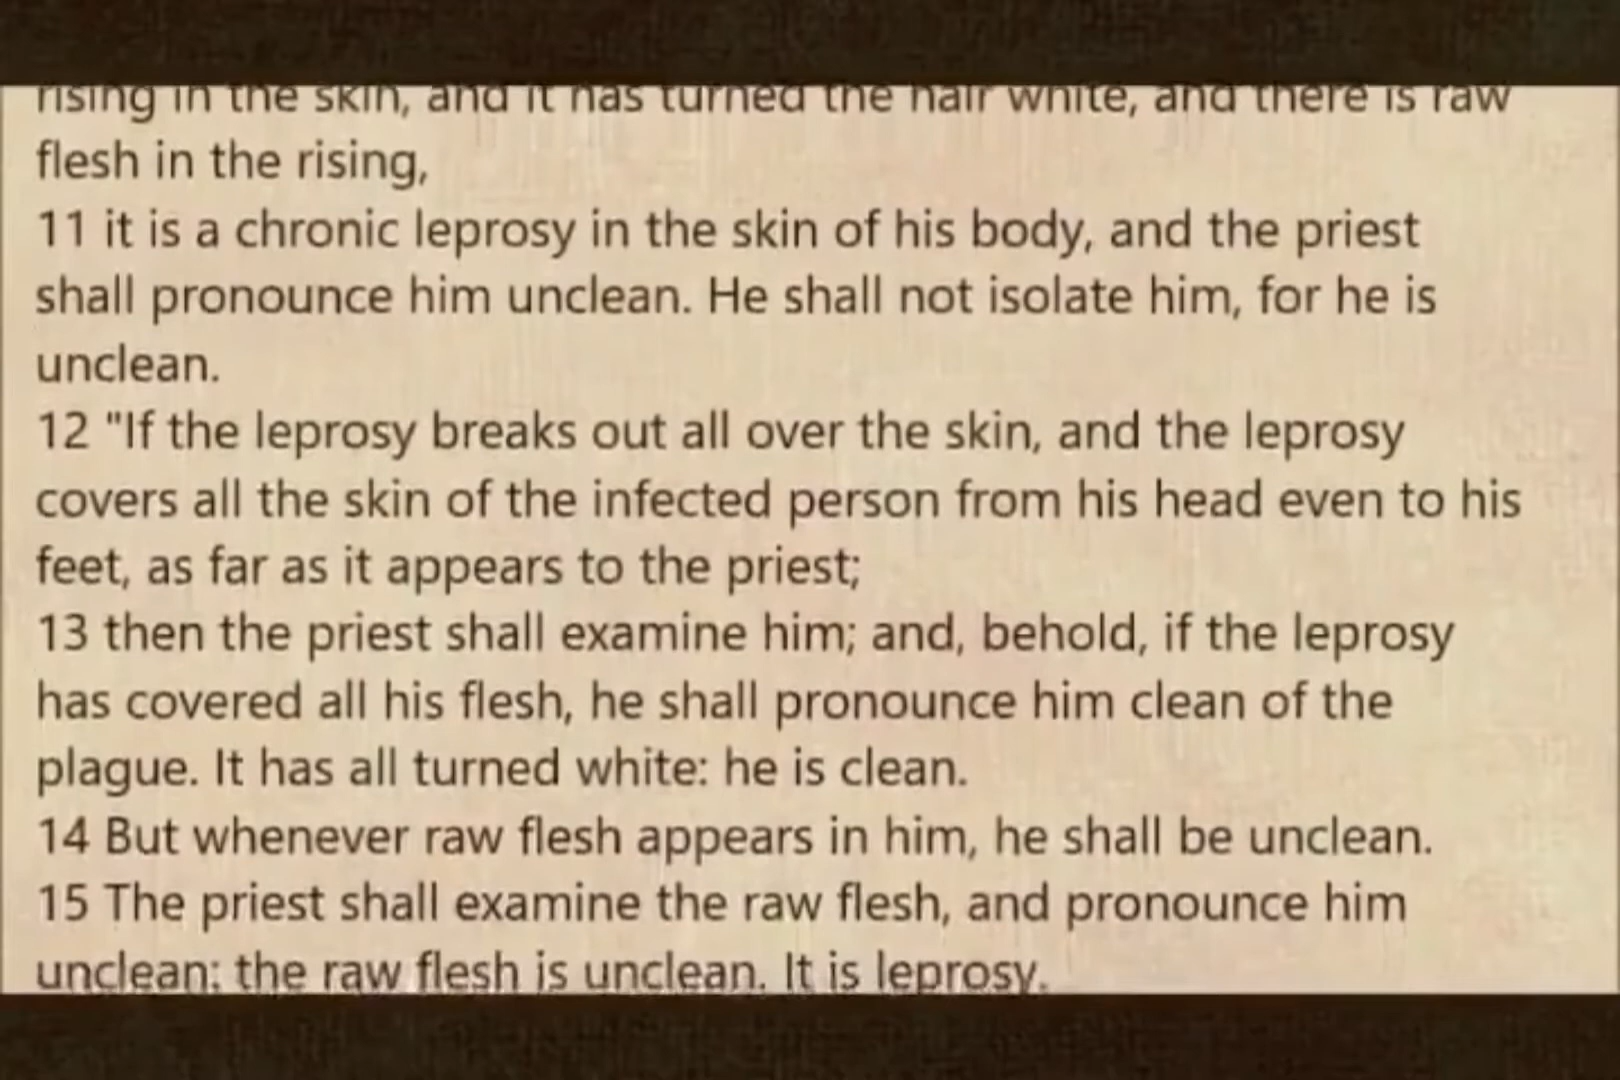 rising in the skin, and it has turned the hair white, and there is raw
flesh in the rising,
11 it is a chronic leprosy in the skin of his body, and the priest
shall pronounce him unclean. He shall not isolate him, for he is
unclean.
12 "If the leprosy breaks out all over the skin, and the leprosy
covers all the skin of the infected person from his head even to his
feet, as far as it appears to the priest;
13 then the priest shall examine him; and, behold, if the leprosy
has covered all his flesh, he shall pronounce him clean of the
plague. It has all turned white: he is clean.
14 But whenever raw flesh appears in him, he shall be unclean.
15 The priest shall examine the raw flesh, and pronounce him
unclean: the raw flesh is unclean. It is leprosy.